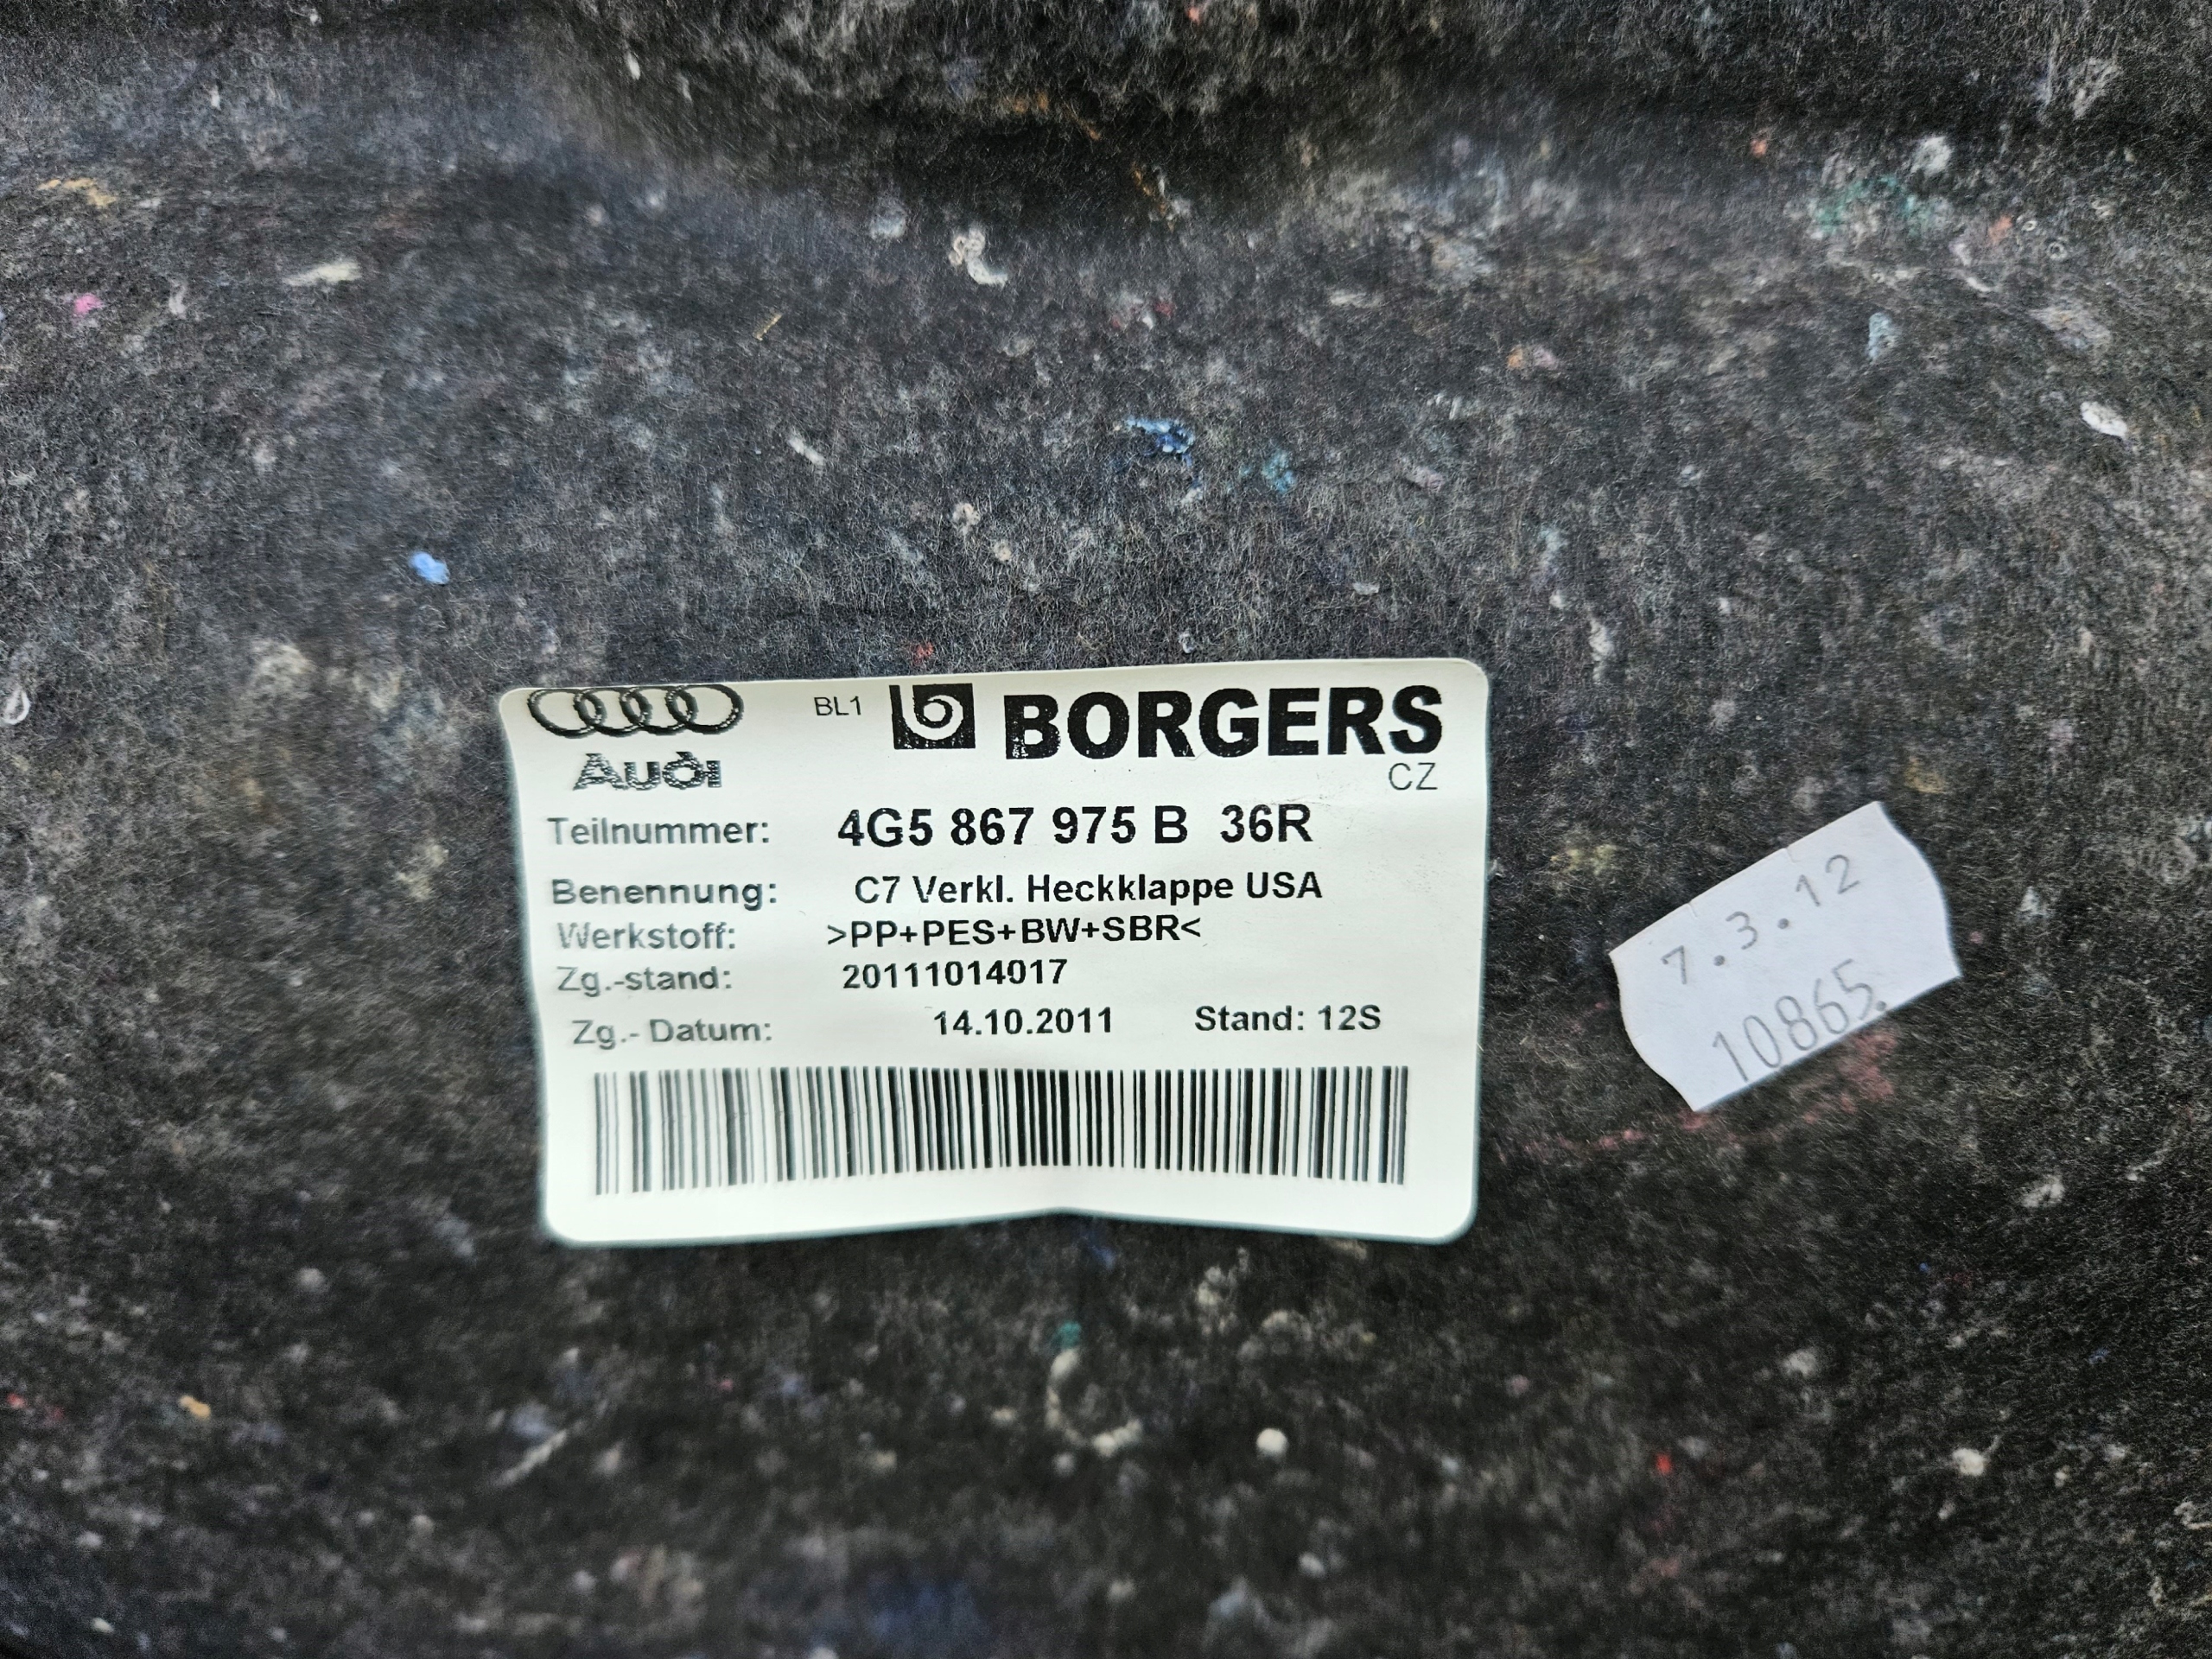 BL1 BORGERS
Audi CZ
Teilnummer: 4G5 867 975 B 36R
Benennung: C7 Verkl. Heckklappe USA
Werkstoff: >PP+PES+BW+SBR<
Zg.-stand: 20111014017
Zg.- Datum: 14.10.2011 Stand: 12S
7.3.12
10865